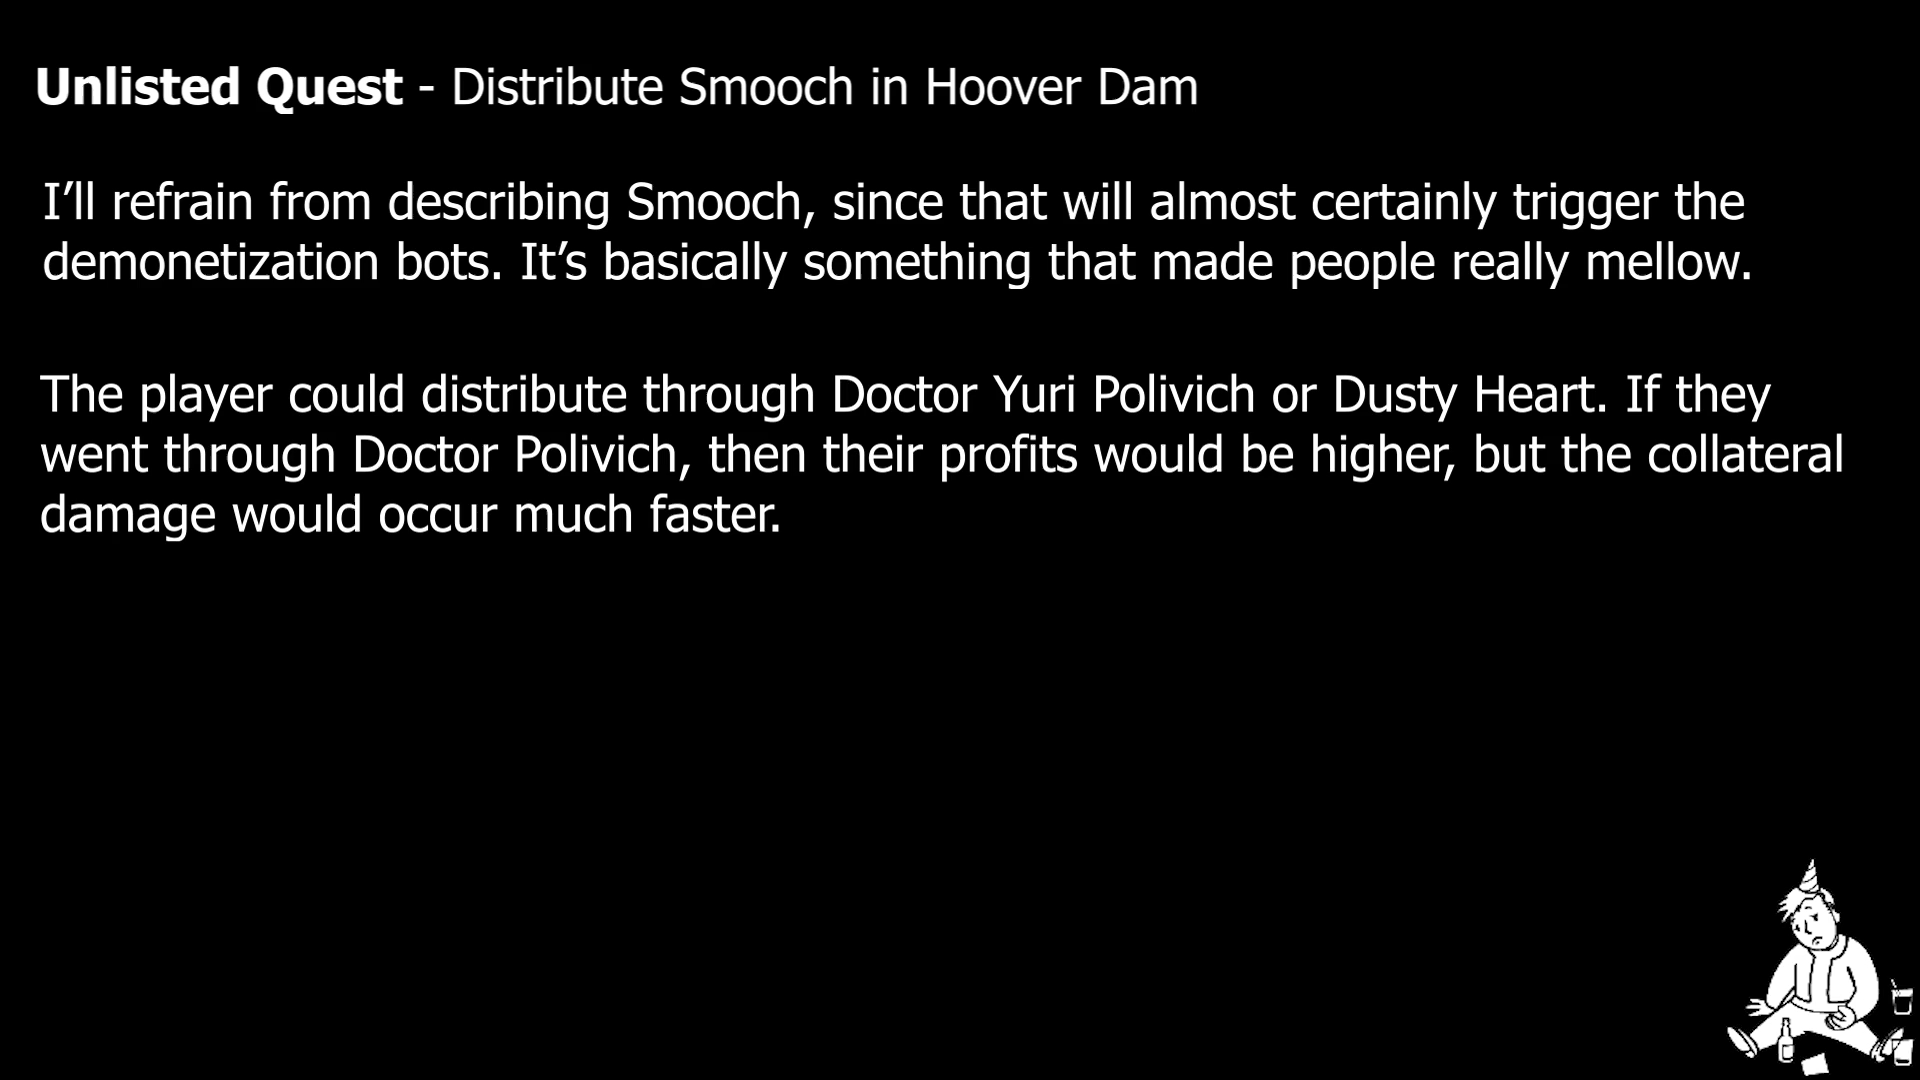 Unlisted Quest - Distribute Smooch in Hoover Dam
I’ll refrain from describing Smooch, since that will almost certainly trigger the
demonetization bots. It’s basically something that made people really mellow.
The player could distribute through Doctor Yuri Polivich or Dusty Heart. If they
went through Doctor Polivich, then their profits would be higher, but the collateral
damage would occur much faster.